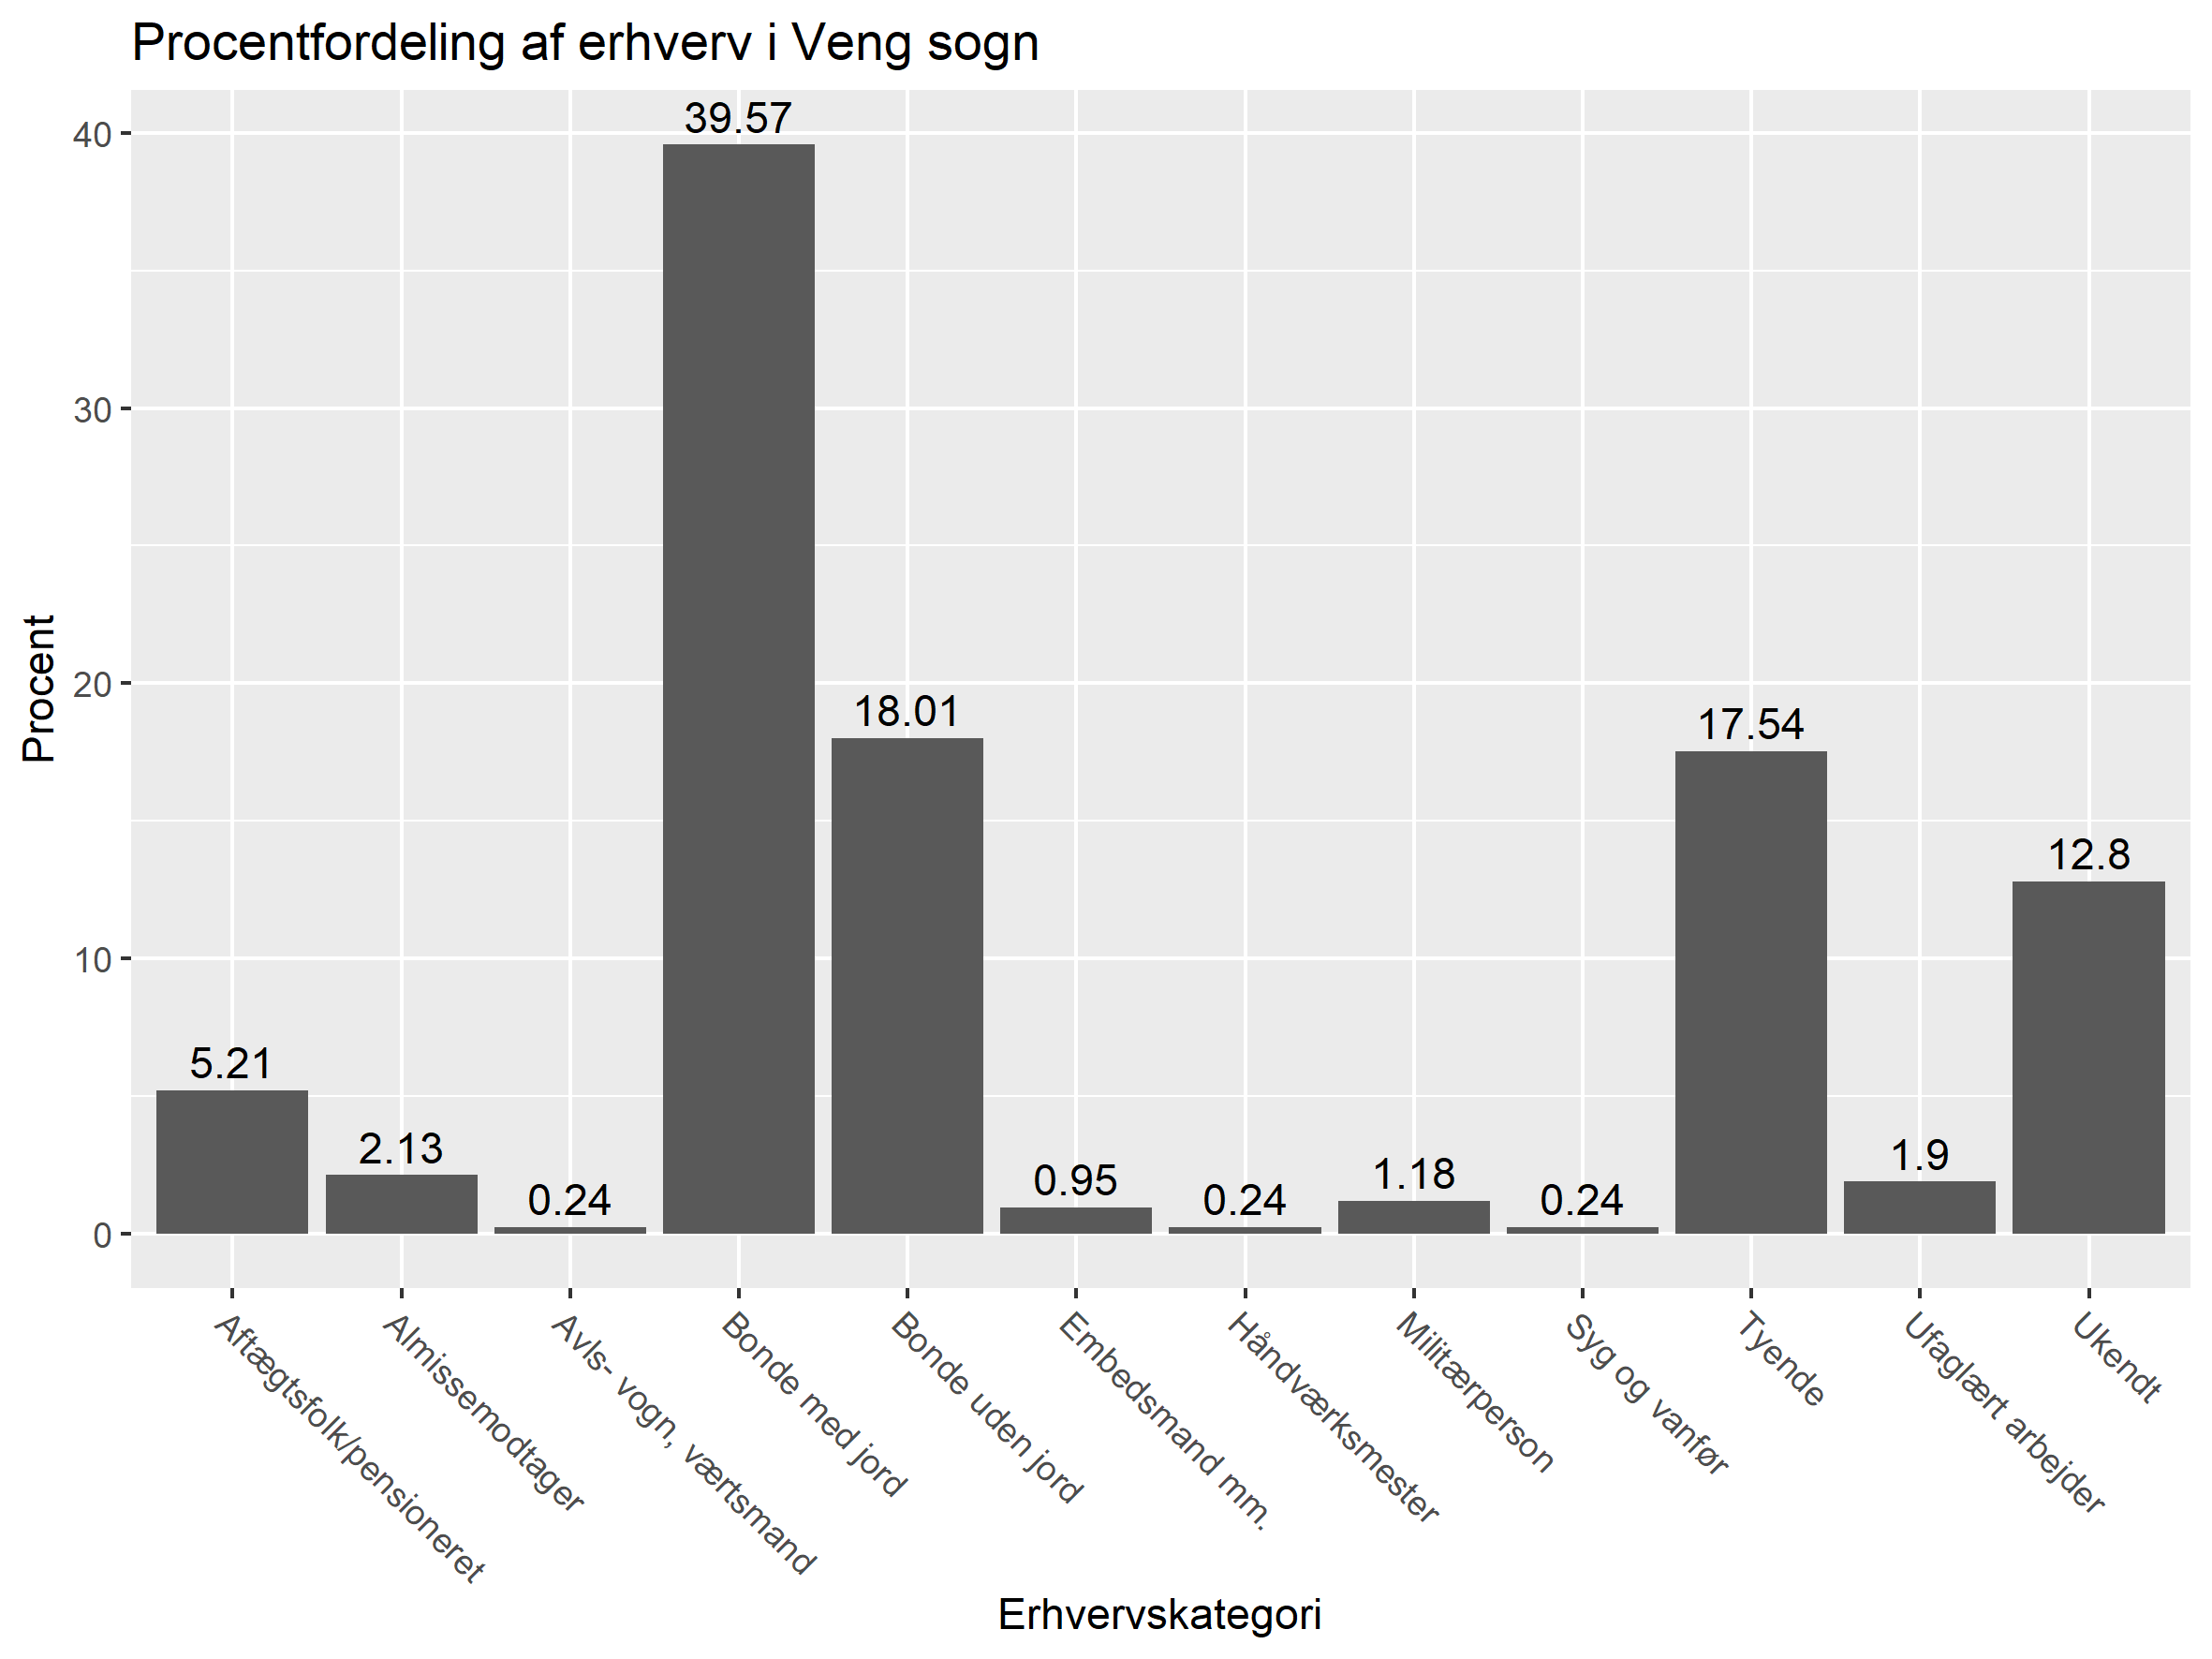 Procentfordeling af erhverv i Veng sogn
Procent
40
30
20
10
0
5.21
2.13
0.24
39.57
18.01
0.95
0.24
1.18
0.24
17.54
1.9
12.8
Aftægtsfolk/pensioneret
Almissemodtager
Avls- vogn, værtsmand
Bonde med jord
Bonde uden jord
Embedsmand mm.
Håndværksmester
Militærperson
Syg og vanfør
Tyende
Ufaglært arbejder
Ukendt
Erhvervskategori